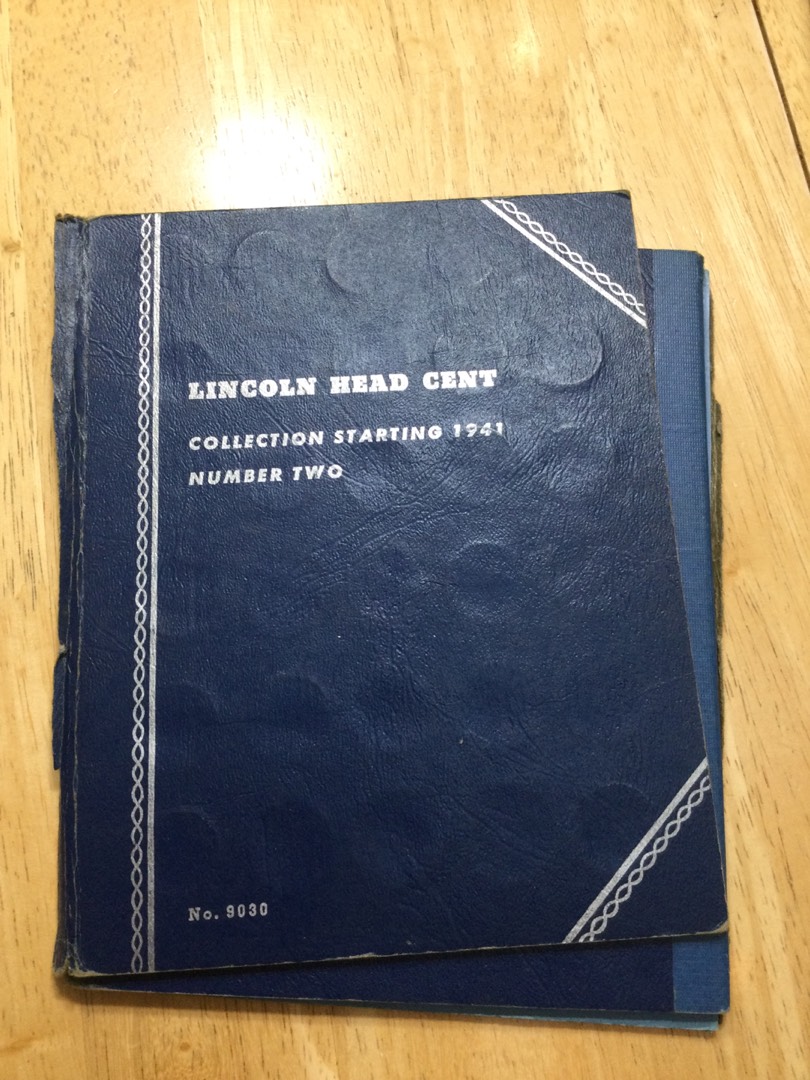 LINCOLN HEAD CENT
COLLECTION STARTING 1941
NUMBER TWO
No. 9030